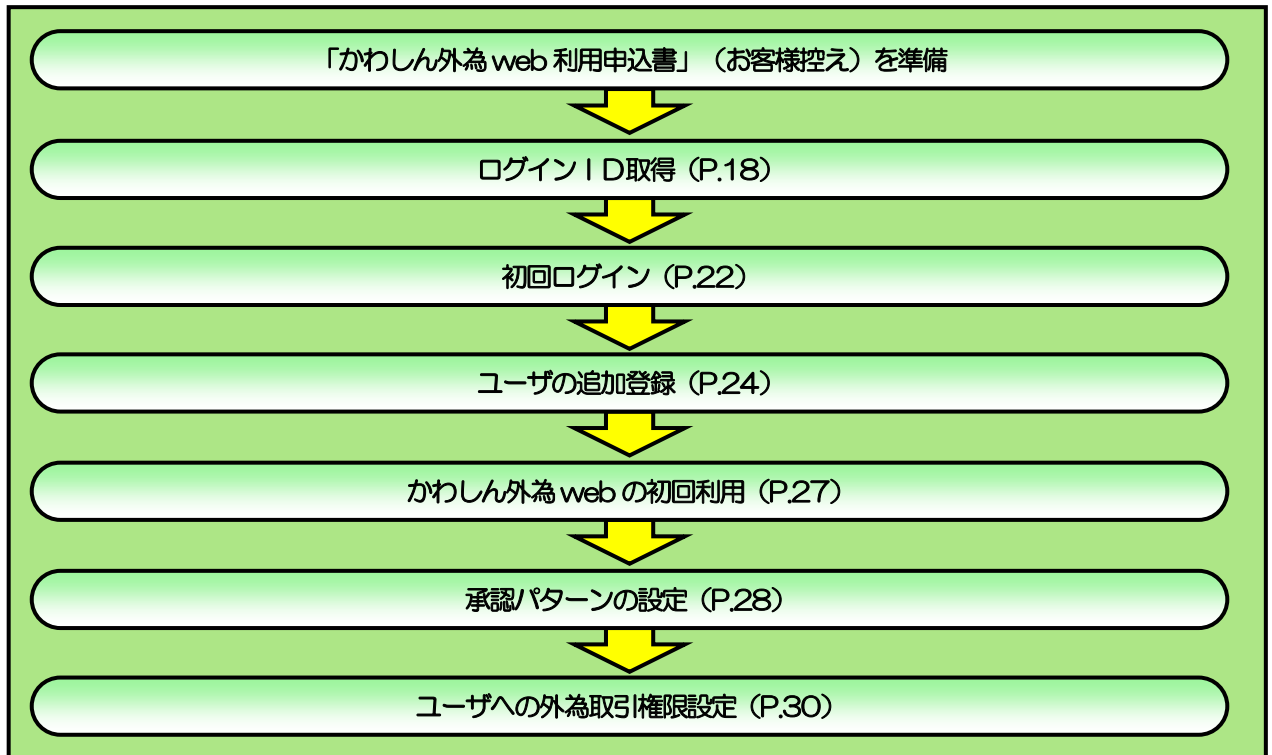 「かわしん外為 web 利用申込書」（お客様控え）を準備
ログインＩＤ取得（P.18）
初回ログイン（P.22）
ユーザの追加登録（P.24）
かわしん外為 web の初回利用（P.27）
承認パターンの設定（P.28）
ユーザへの外為取引権限設定（P.30）